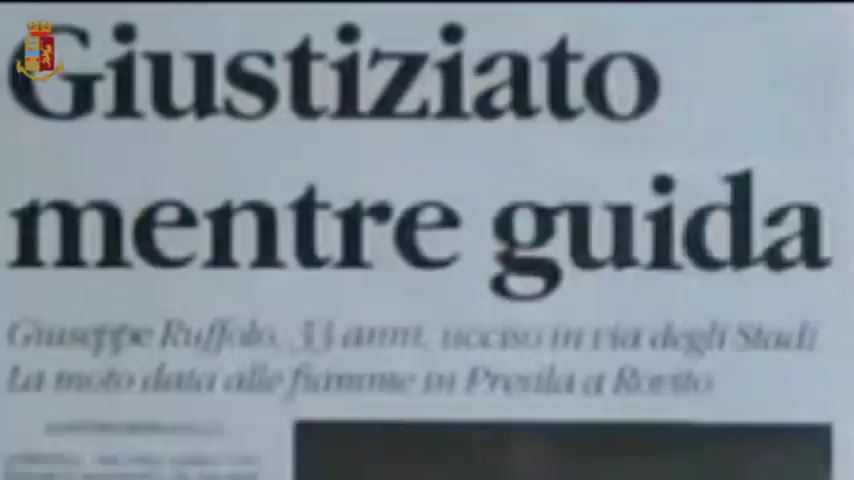 Giustiziato
mentre guida
Giuseppe Ruffolo, 33 anni, ucciso in via degli Stadi
La moto data alle fiamme in Presila a Rovito